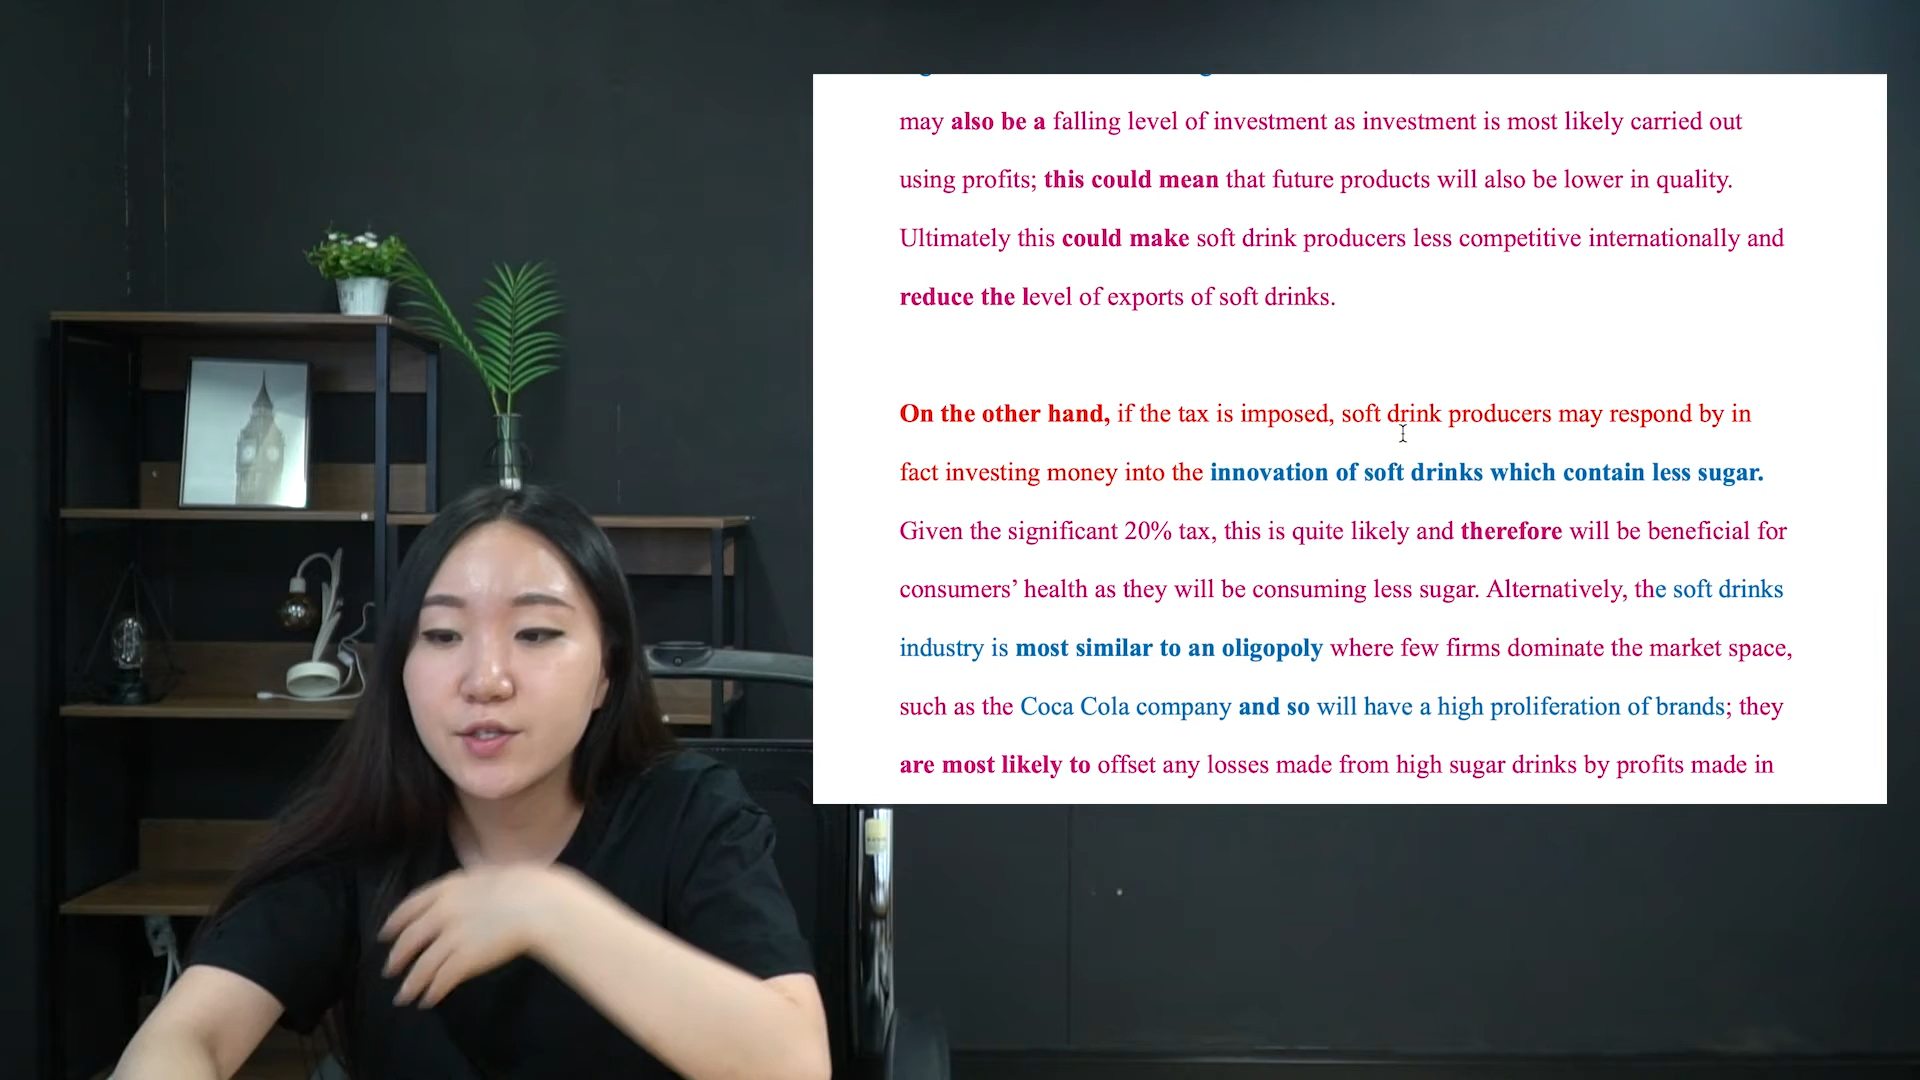 may also be a falling level of investment as investment is most likely carried out
using profits; this could mean that future products will also be lower in quality.
Ultimately this could make soft drink producers less competitive internationally and
reduce the level of exports of soft drinks.
On the other hand, if the tax is imposed, soft drink producers may respond by in
fact investing money into the innovation of soft drinks which contain less sugar.
Given the significant 20% tax, this is quite likely and therefore will be beneficial for
consumers’ health as they will be consuming less sugar. Alternatively, the soft drinks
industry is most similar to an oligopoly where few firms dominate the market space,
such as the Coca Cola company and so will have a high proliferation of brands; they
are most likely to offset any losses made from high sugar drinks by profits made in